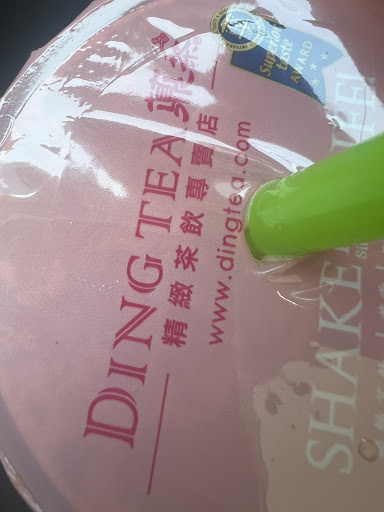 DING TEA 鼎茶
精緻茶飲專賣店
www.dingtea.com
Superior
taste
AWARD
SHAKE